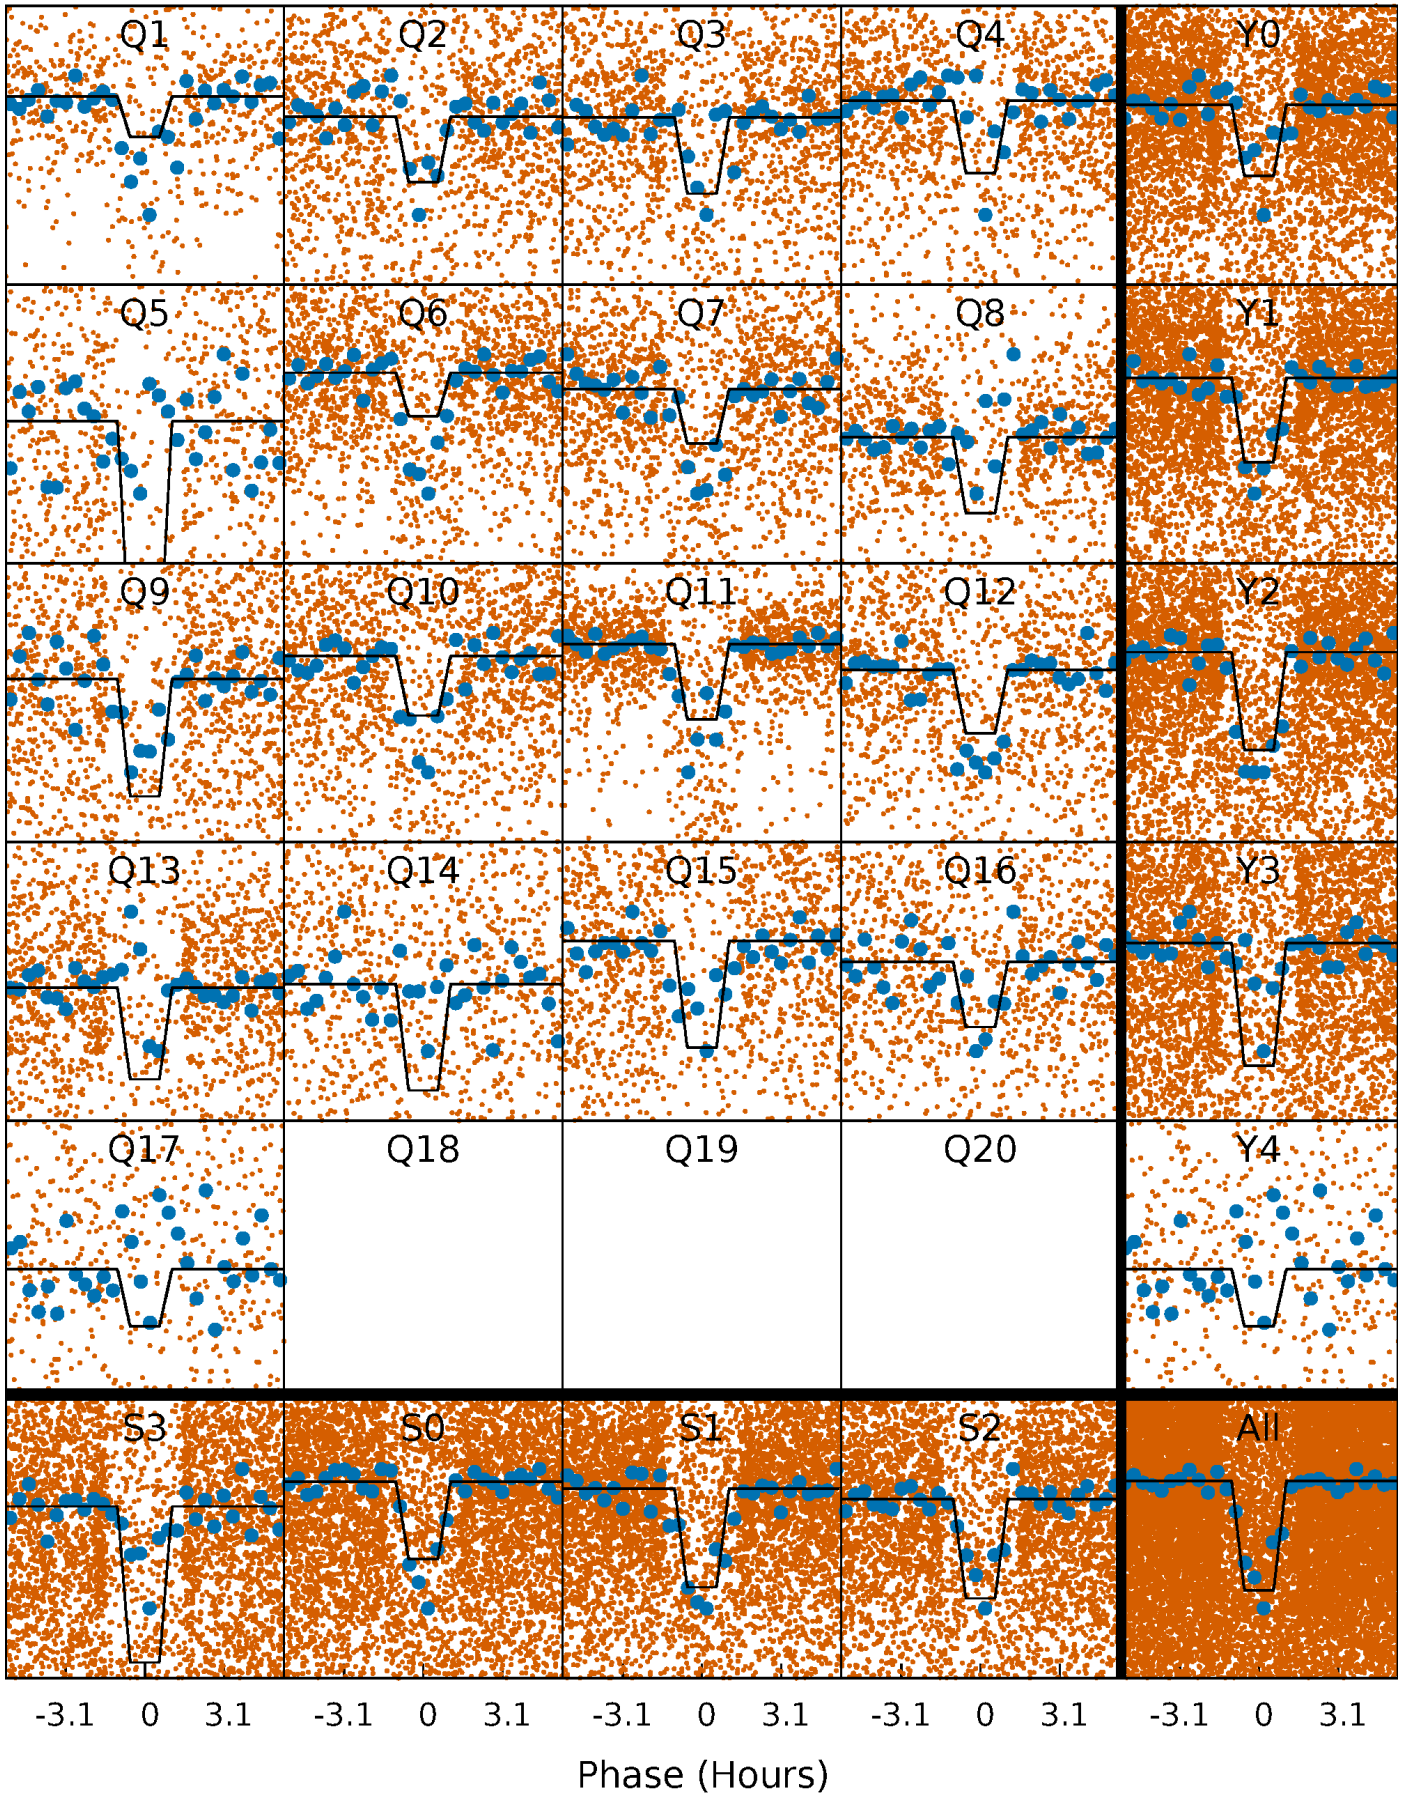 Q1 Q2 Q3 Q4 Y0
Q5 Q6 Q7 Q8 Y1
Q9 Q10 Q11 Q12 Y2
Q13 Q14 Q15 Q16 Y3
Q17 Q18 Q19 Q20 Y4
S3 S0 S1 S2 All
-3.1 0 3.1 -3.1 0 3.1 -3.1 0 3.1 -3.1 0 3.1 -3.1 0 3.1
Phase (Hours)